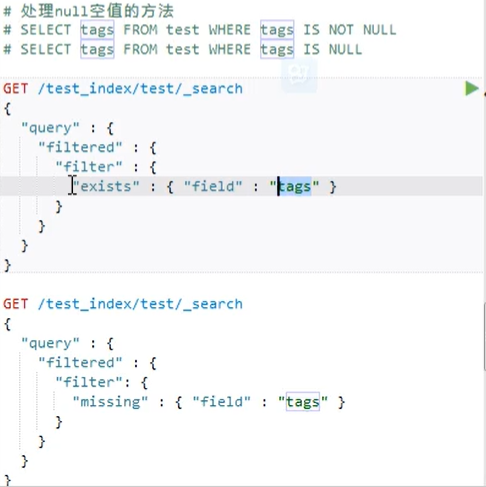 # 处理null空值的方法
# SELECT tags FROM test WHERE tags IS NOT NULL
# SELECT tags FROM test WHERE tags IS NULL
GET /test_index/test/_search
{
  "query" : {
    "filtered" : {
      "filter" : {
        "exists" : { "field" : "tags" }
      }
    }
  }
}
GET /test_index/test/_search
{
  "query" : {
    "filtered" : {
      "filter": {
        "missing" : { "field" : "tags" }
      }
    }
  }
}